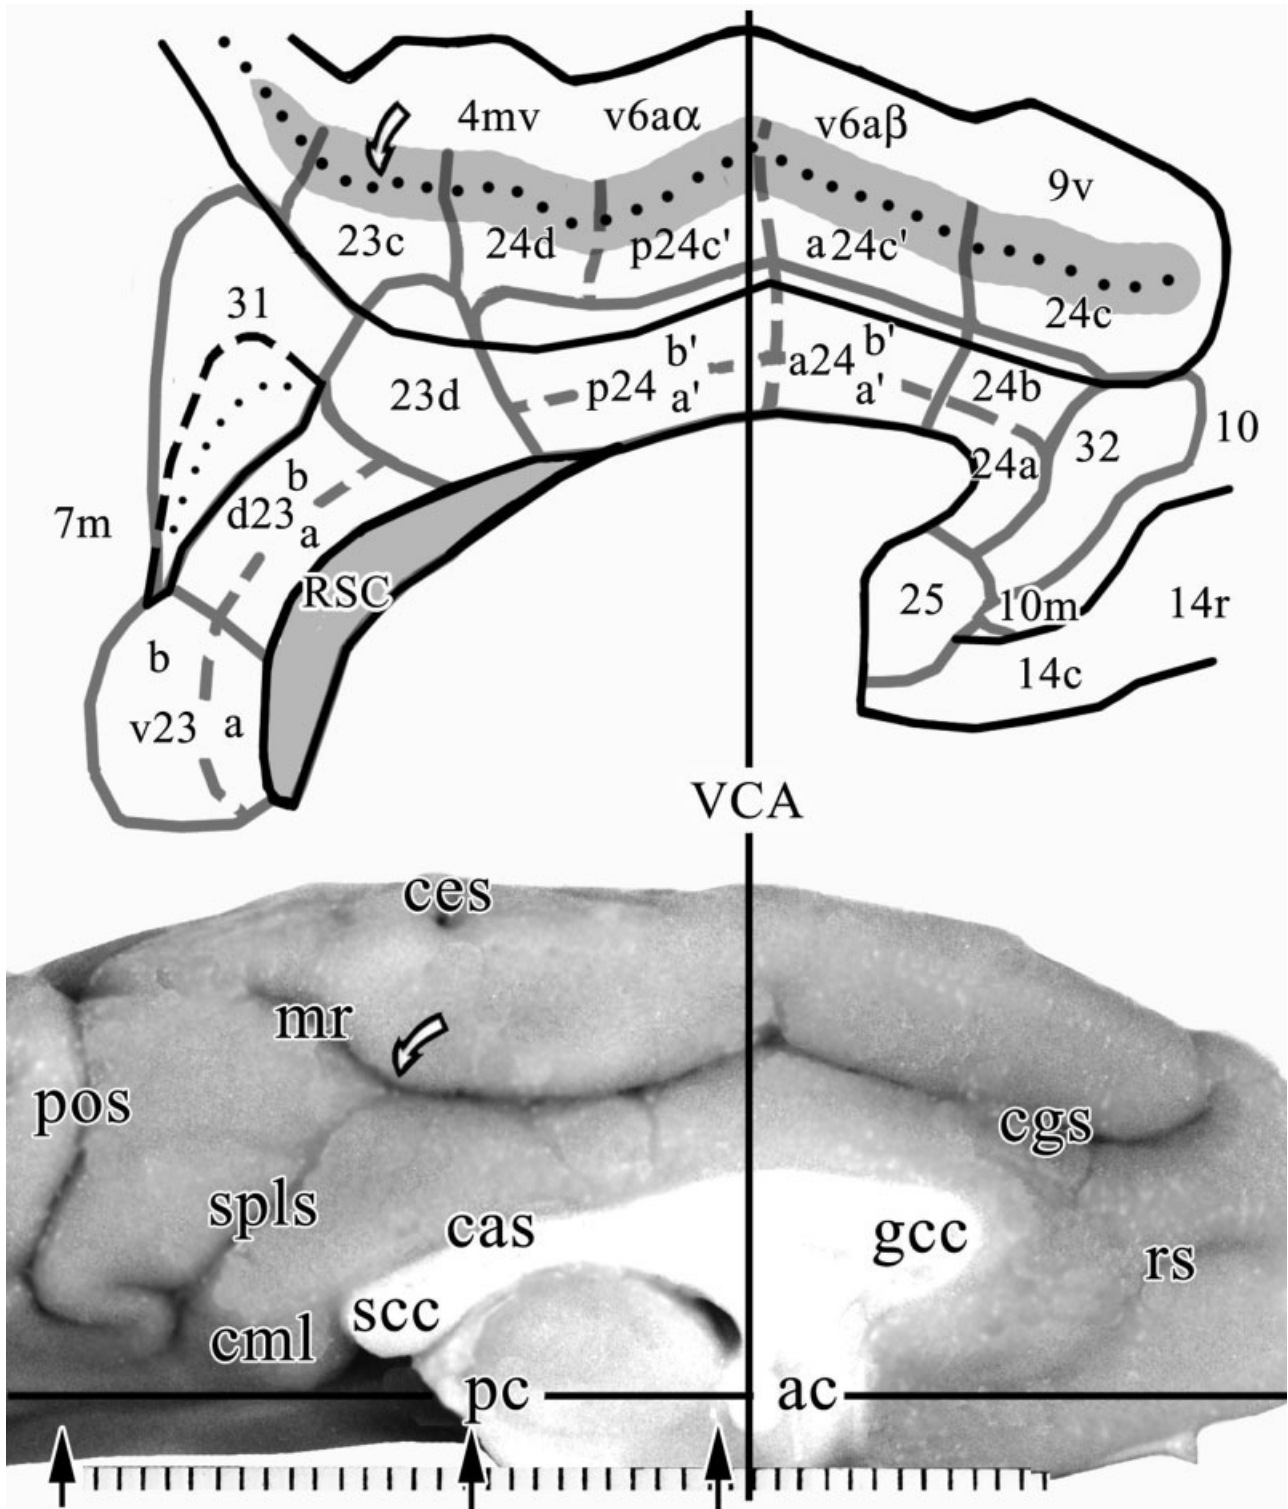 4mv v6aα v6aβ
9v
23c 24d p24c' a24c'
31 24c
b' b'
23d p24 a24 24b
a' a'
10
32
b 24a
7m d23
a
RSC 25 10m 14r
b 14c
v23 a
VCA
ces
mr
pos cgs
spls cas gcc
rs
scc
cml
pc ac